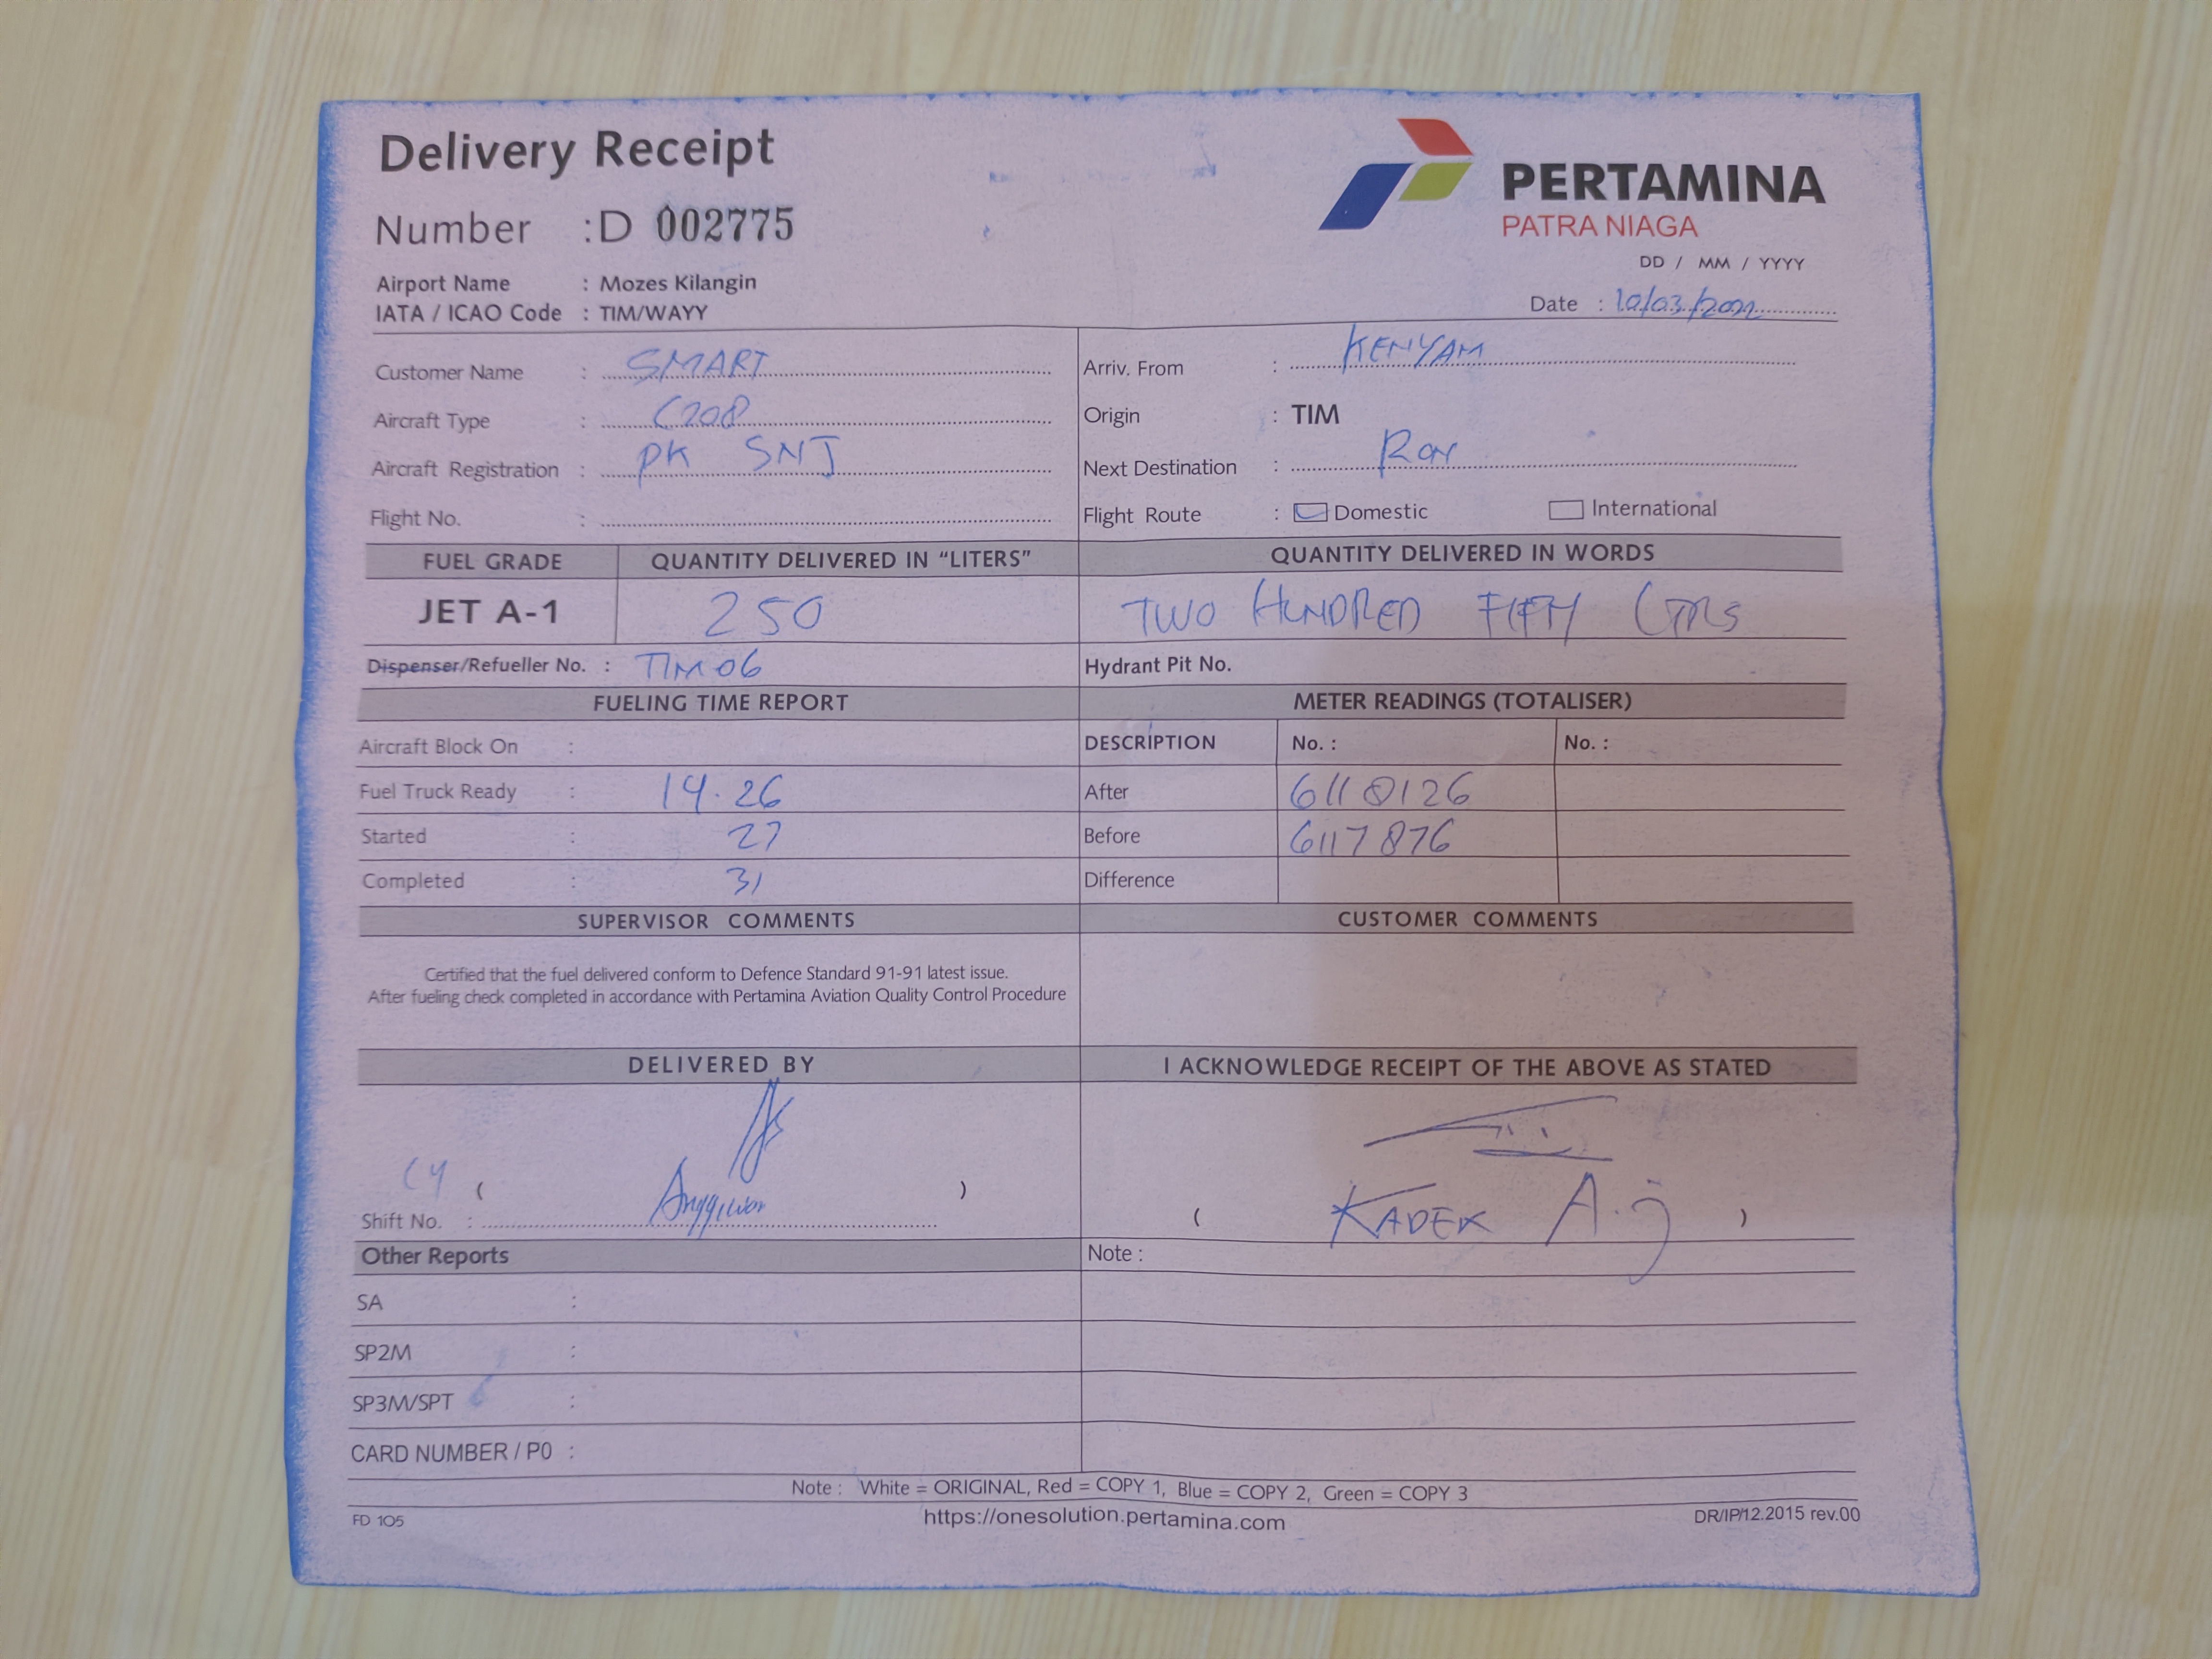 Delivery Receipt
Number : D 002775
PERTAMINA
PATRA NIAGA
Airport Name : Mozes Kilangin
IATA / ICAO Code : TIM/WAYY
DD / MM / YYYY
Date : 10/03/2022
Customer Name : SMART
Arriv. From : KENYAM
Aircraft Type : C208
Origin : TIM
Aircraft Registration : PK SNJ
Next Destination :
Flight No. :
Flight Route : Domestic International
FUEL GRADE QUANTITY DELIVERED IN “LITERS” QUANTITY DELIVERED IN WORDS
JET A-1 250 TWO HUNDRED FIFTY LTRS
Dispenser/Refueller No. : TIM 06 Hydrant Pit No.
FUELING TIME REPORT METER READINGS (TOTALISER)
Aircraft Block On : DESCRIPTION No. : No. :
Fuel Truck Ready : 14.26 After 6118126
Started : 27 Before 6117876
Completed : 31 Difference
SUPERVISOR COMMENTS CUSTOMER COMMENTS
Certified that the fuel delivered conform to Defence Standard 91-91 latest issue.
After fueling check completed in accordance with Pertamina Aviation Quality Control Procedure
DELIVERED BY I ACKNOWLEDGE RECEIPT OF THE ABOVE AS STATED
( )
Shift No. :
( KADEK A.j )
Other Reports Note :
SA :
SP2M :
SP3M/SPT :
CARD NUMBER / P0 :
Note : White = ORIGINAL, Red = COPY 1, Blue = COPY 2, Green = COPY 3
FD 105 https://onesolution.pertamina.com DR/IP/12.2015 rev.00